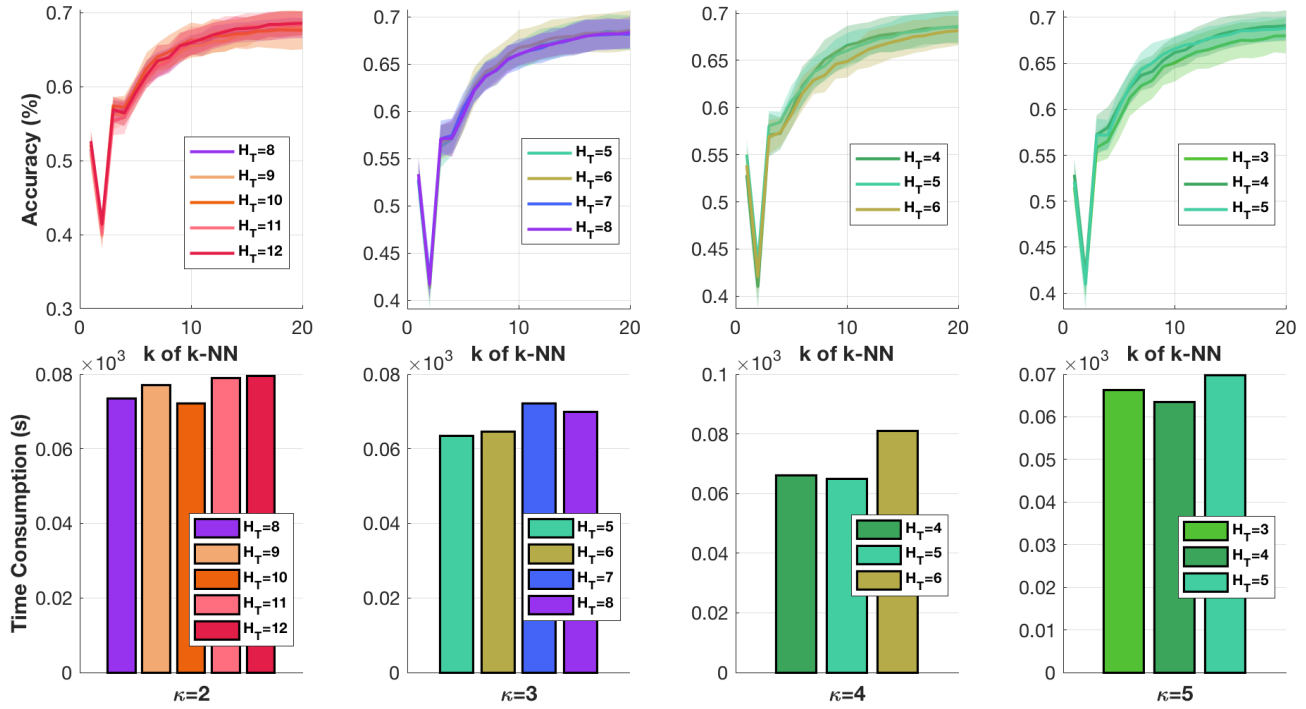 Accuracy (%)
0.7
0.6
0.5
0.4
0.3
0
10
20
k of k-NN
H_T=8
H_T=9
H_T=10
H_T=11
H_T=12
0.7
0.65
0.6
0.55
0.5
0.45
0.4
0
10
20
k of k-NN
H_T=5
H_T=6
H_T=7
H_T=8
0.7
0.65
0.6
0.55
0.5
0.45
0.4
0
10
20
k of k-NN
H_T=4
H_T=5
H_T=6
0.7
0.65
0.6
0.55
0.5
0.45
0.4
0
10
20
k of k-NN
H_T=3
H_T=4
H_T=5
Time Consumption (s)
×10³
0.08
0.06
0.04
0.02
0
H_T=8
H_T=9
H_T=10
H_T=11
H_T=12
κ=2
×10³
0.08
0.06
0.04
0.02
0
H_T=5
H_T=6
H_T=7
H_T=8
κ=3
×10³
0.1
0.08
0.06
0.04
0.02
0
H_T=4
H_T=5
H_T=6
κ=4
×10³
0.07
0.06
0.05
0.04
0.03
0.02
0.01
0
H_T=3
H_T=4
H_T=5
κ=5